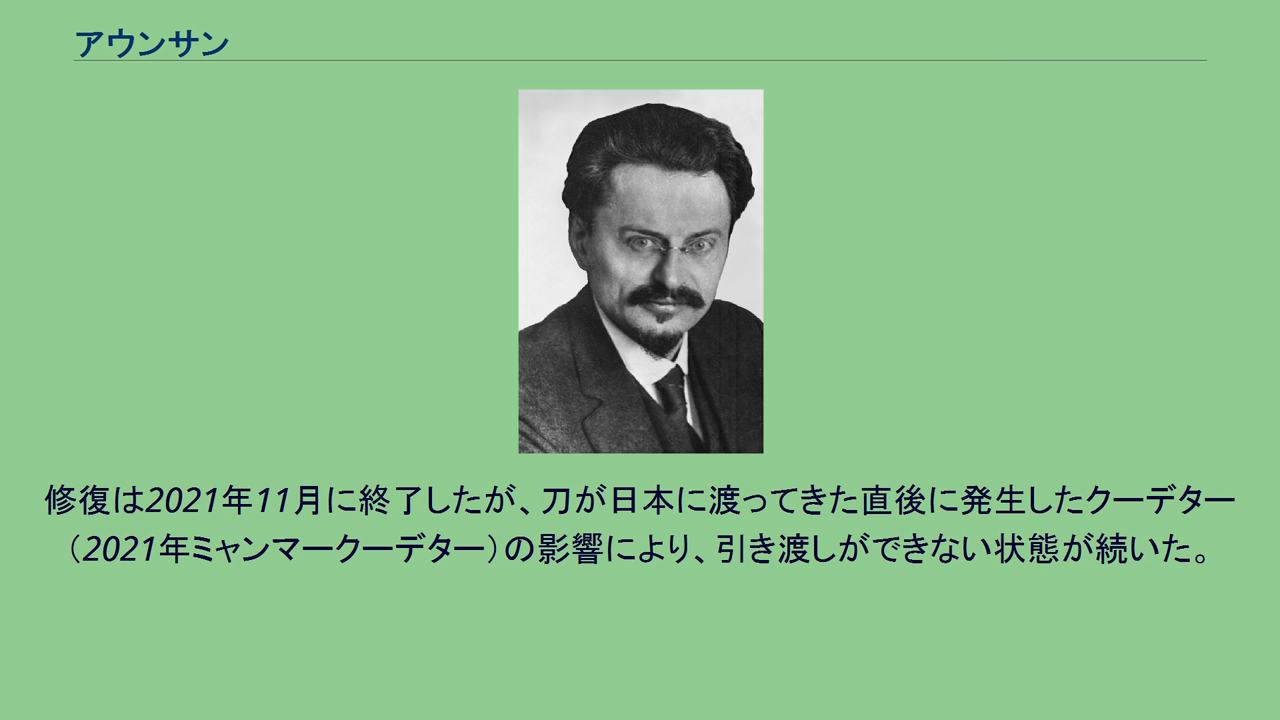 アウンサン
修復は2021年11月に終了したが、刀が日本に渡ってきた直後に発生したクーデター
（2021年ミャンマークーデター）の影響により、引き渡しができない状態が続いた。